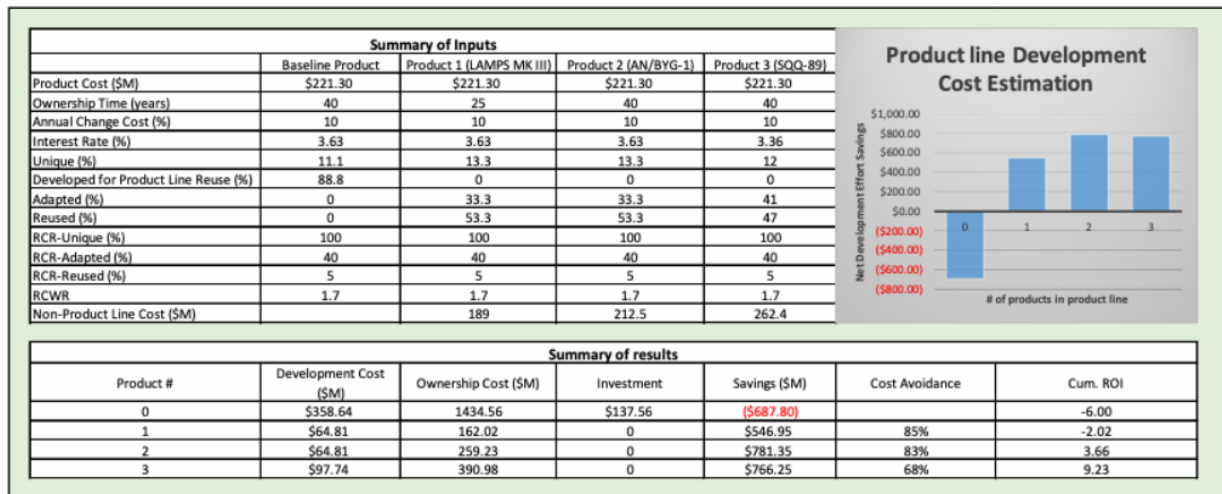 Summary of Inputs
Baseline Product Product 1 (LAMPS MK III) Product 2 (AN/BYG-1) Product 3 (SQQ-89)
Product Cost ($M) $221.30 $221.30 $221.30 $221.30
Ownership Time (years) 40 25 40 40
Annual Change Cost (%) 10 10 10 10
Interest Rate (%) 3.63 3.63 3.63 3.36
Unique (%) 11.1 13.3 13.3 12
Developed for Product Line Reuse (%) 88.8 0 0 0
Adapted (%) 0 33.3 33.3 41
Reused (%) 0 53.3 53.3 47
RCR-Unique (%) 100 100 100 100
RCR-Adapted (%) 40 40 40 40
RCR-Reused (%) 5 5 5 5
RCWR 1.7 1.7 1.7 1.7
Non-Product Line Cost ($M) 189 212.5 262.4
Product line Development
Cost Estimation
Net Development Effort Savings
$1,000.00
$800.00
$600.00
$400.00
$200.00
$0.00
($200.00)
($400.00)
($600.00)
($800.00)
0 1 2 3
# of products in product line
Summary of results
Product # Development Cost ($M) Ownership Cost ($M) Investment Savings ($M) Cost Avoidance Cum. ROI
0 $358.64 1434.56 $137.56 ($687.80) -6.00
1 $64.81 162.02 0 $546.95 85% -2.02
2 $64.81 259.23 0 $781.35 83% 3.66
3 $97.74 390.98 0 $766.25 68% 9.23